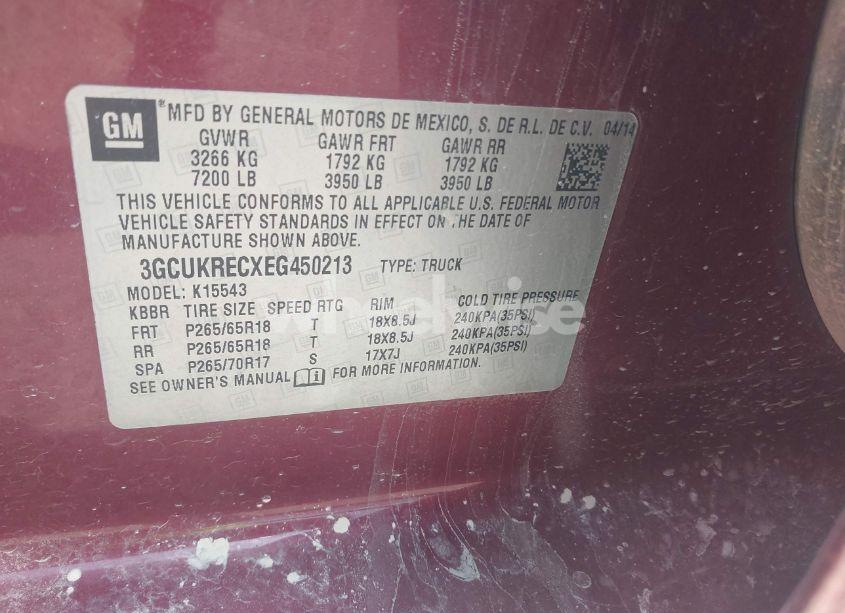 GM
MFD BY GENERAL MOTORS DE MEXICO, S. DE R.L. DE C.V. 04/14
GVWR GAWR FRT GAWR RR
3266 KG 1792 KG 1792 KG
7200 LB 3950 LB 3950 LB
THIS VEHICLE CONFORMS TO ALL APPLICABLE U.S. FEDERAL MOTOR
VEHICLE SAFETY STANDARDS IN EFFECT ON THE DATE OF
MANUFACTURE SHOWN ABOVE.
3GCUKRECXEG450213 TYPE: TRUCK
MODEL: K15543
KBBR TIRE SIZE SPEED RTG RIM COLD TIRE PRESSURE
FRT P265/65R18 T 18X8.5J 240KPA(35PSI)
RR P265/65R18 T 18X8.5J 240KPA(35PSI)
SPA P265/70R17 S 17X7J 240KPA(35PSI)
SEE OWNER'S MANUAL FOR MORE INFORMATION.